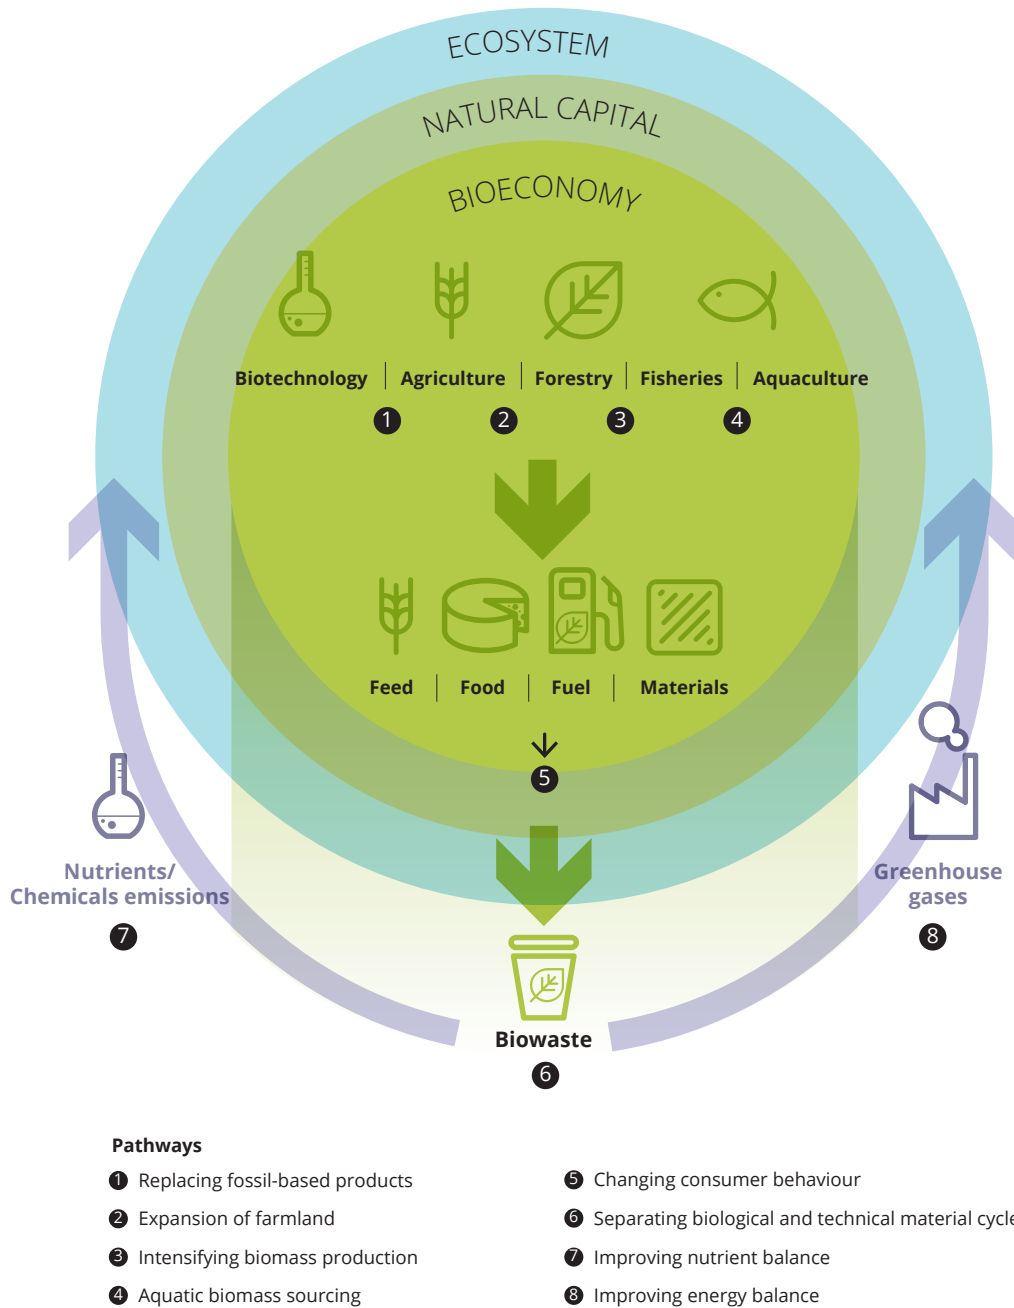 ECOSYSTEM
NATURAL CAPITAL
BIOECONOMY
Biotechnology | Agriculture | Forestry | Fisheries | Aquaculture
1 2 3 4
Feed | Food | Fuel | Materials
5
Nutrients/
Chemicals emissions
7
Greenhouse
gases
8
Biowaste
6
Pathways
1 Replacing fossil-based products
2 Expansion of farmland
3 Intensifying biomass production
4 Aquatic biomass sourcing
5 Changing consumer behaviour
6 Separating biological and technical material cycle
7 Improving nutrient balance
8 Improving energy balance